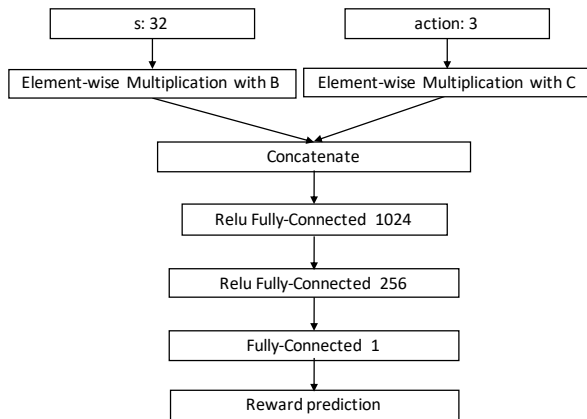 s: 32
action: 3
Element-wise Multiplication with B
Element-wise Multiplication with C
Concatenate
Relu Fully-Connected 1024
Relu Fully-Connected 256
Fully-Connected 1
Reward prediction